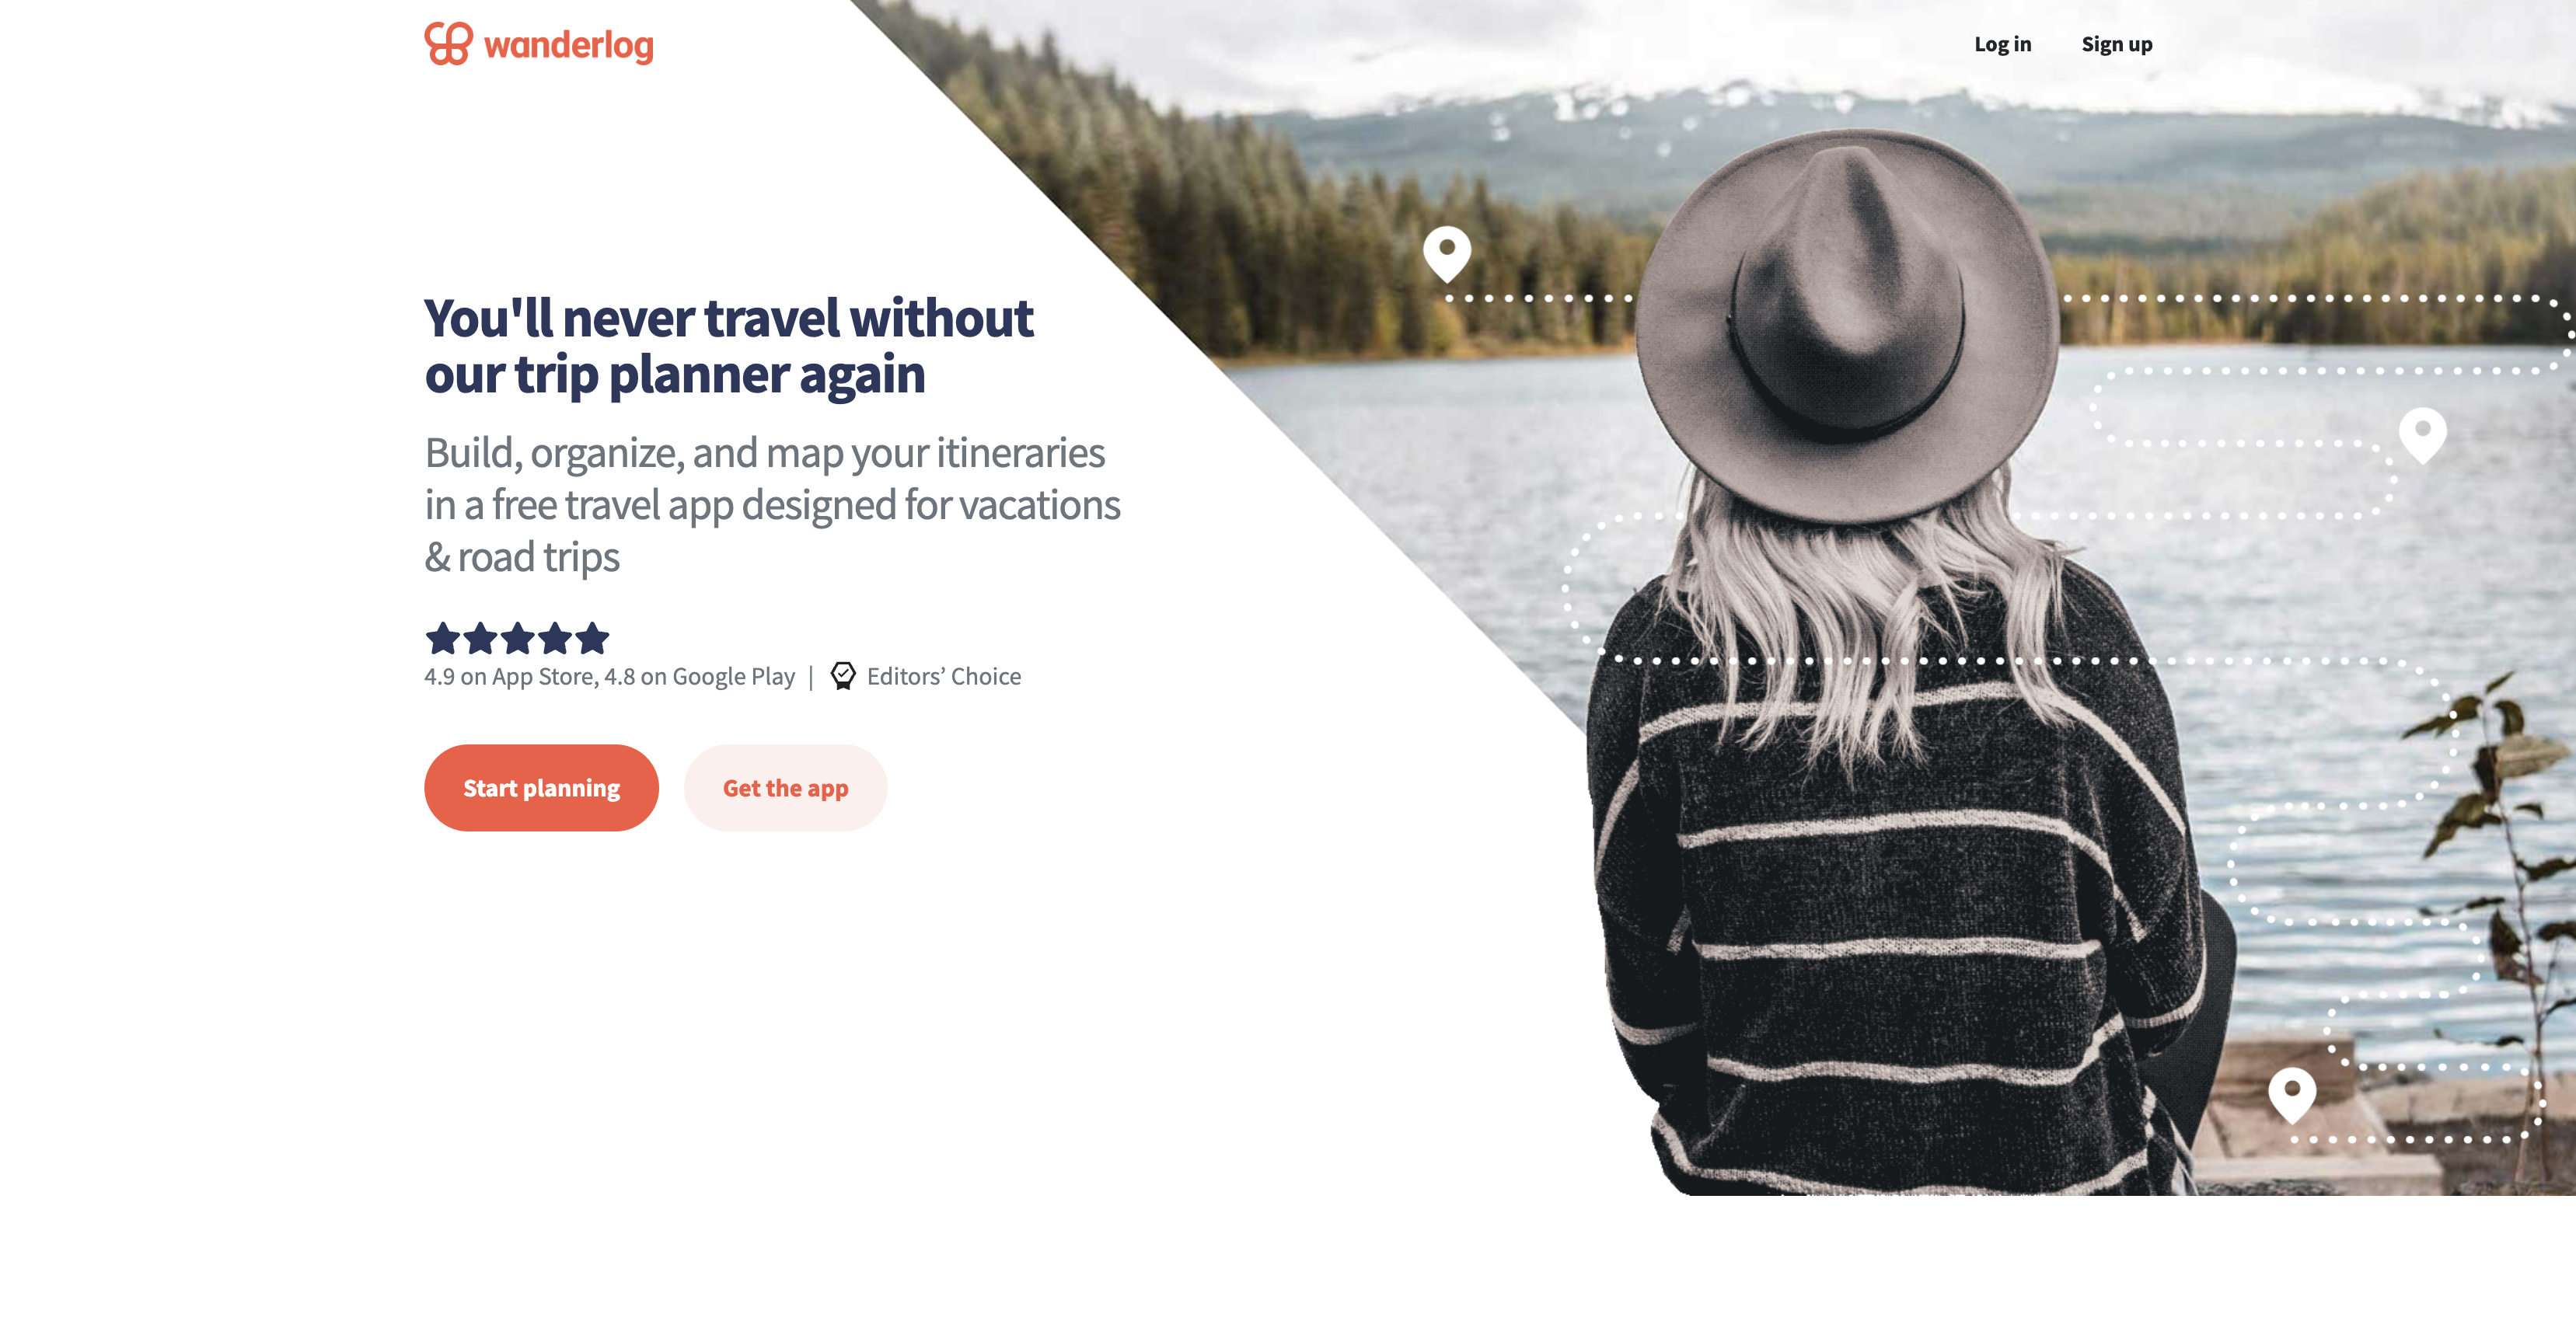 wanderlog
Log in
Sign up
You'll never travel without
our trip planner again
Build, organize, and map your itineraries
in a free travel app designed for vacations
& road trips
4.9 on App Store, 4.8 on Google Play | Editors’ Choice
Start planning
Get the app